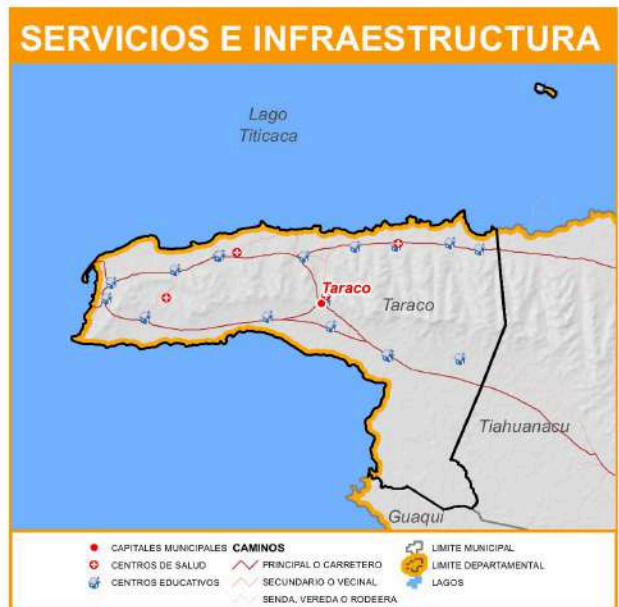 SERVICIOS E INFRAESTRUCTURA
Lago
Titicaca
Taraco
Taraco
Tiahuanacu
Guaqui
CAPITALES MUNICIPALES
CENTROS DE SALUD
CENTROS EDUCATIVOS
CAMINOS
PRINCIPAL O CARRETERO
SECUNDARIO O VECINAL
SENDA, VEREDA O RODEERA
LIMITE MUNICIPAL
LIMITE DEPARTAMENTAL
LAGOS